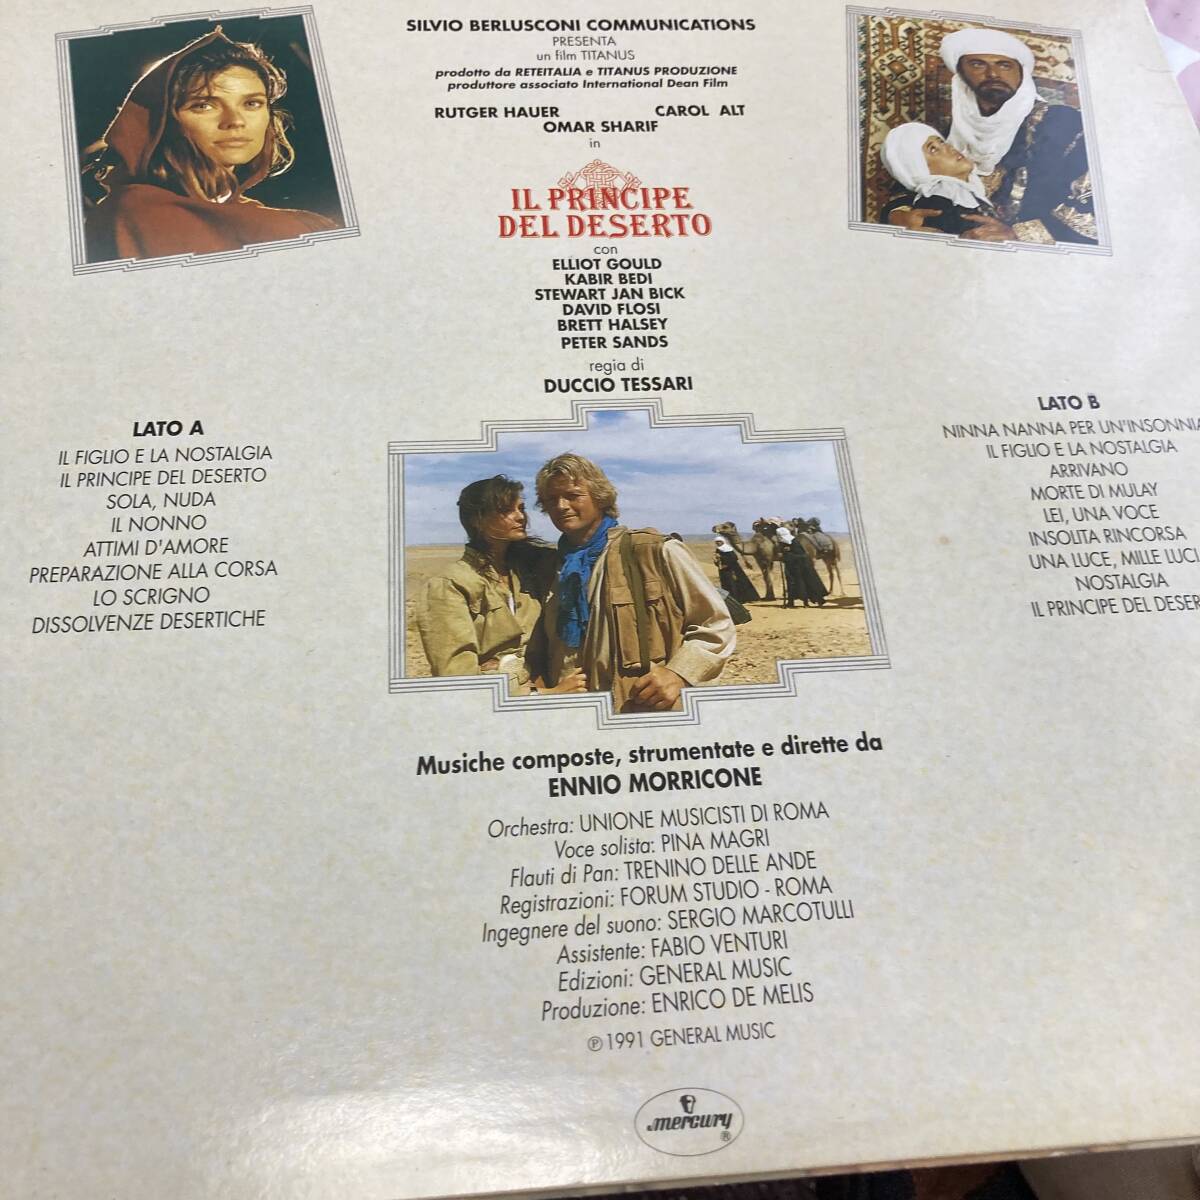 SILVIO BERLUSCONI COMMUNICATIONS
PRESENTA
un film TITANUS
prodotto da RETEITALIA e TITANUS PRODUZIONE
produttore associato International Dean Film
RUTGER HAUER CAROL ALT
OMAR SHARIF
in
IL PRINCIPE
DEL DESERTO
con
ELLIOT GOULD
KABIR BEDI
STEWART JAN BICK
DAVID FLOSI
BRETT HALSEY
PETER SANDS
regia di
DUCCIO TESSARI
LATO A
IL FIGLIO E LA NOSTALGIA
IL PRINCIPE DEL DESERTO
SOLA, NUDA
IL NONNO
ATTIMI D'AMORE
PREPARAZIONE ALLA CORSA
LO SCRIGNO
DISSOLVENZE DESERTICHE
LATO B
NINNA NANNA PER UN'INSONNIA
IL FIGLIO E LA NOSTALGIA
ARRIVANO
MORTE DI MULAY
LEI, UNA VOCE
INSOLITA RINCORSA
UNA LUCE, MILLE LUCI
NOSTALGIA
IL PRINCIPE DEL DESER
Musiche composte, strumentate e dirette da
ENNIO MORRICONE
Orchestra: UNIONE MUSICISTI DI ROMA
Voce solista: PINA MAGRI
Flauti di Pan: TRENINO DELLE ANDE
Registrazioni: FORUM STUDIO - ROMA
Ingegnere del suono: SERGIO MARCOTULLI
Assistente: FABIO VENTURI
Edizioni: GENERAL MUSIC
Produzione: ENRICO DE MELIS
℗ 1991 GENERAL MUSIC
mercury ®